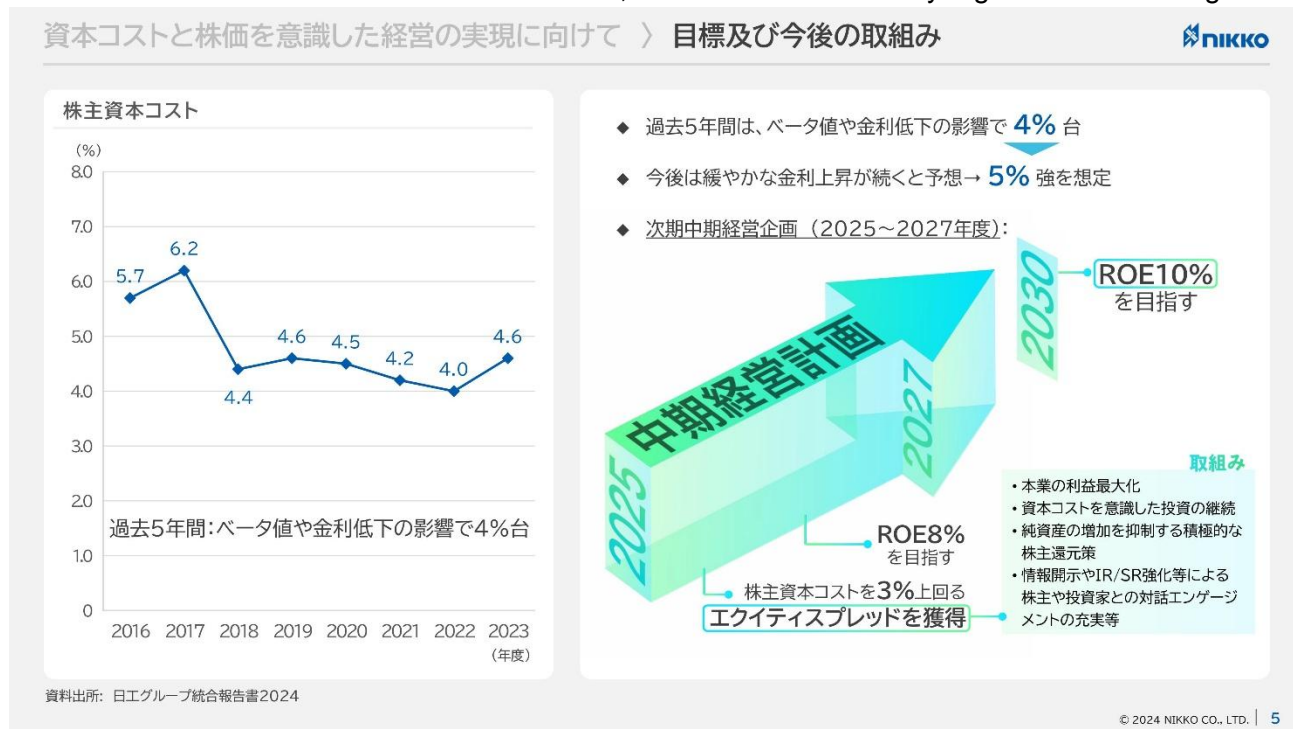 資本コストと株価を意識した経営の実現に向けて 〉 目標及び今後の取組み
NIKKO
株主資本コスト
(%)
8.0
7.0
6.0
5.0
4.0
3.0
2.0
1.0
0
5.7
6.2
4.4
4.6
4.5
4.2
4.0
4.6
過去5年間:ベータ値や金利低下の影響で4%台
2016 2017 2018 2019 2020 2021 2022 2023
(年度)
◆ 過去5年間は、ベータ値や金利低下の影響で 4% 台
◆ 今後は緩やかな金利上昇が続くと予想→ 5% 強を想定
◆ 次期中期経営企画 (2025~2027年度):
2030
ROE10%
を目指す
中期経営計画
2025
2027
ROE8%
を目指す
株主資本コストを3%上回る
エクイティスプレッドを獲得
取組み
・本業の利益最大化
・資本コストを意識した投資の継続
・純資産の増加を抑制する積極的な
株主還元策
・情報開示やIR/SR強化等による
株主や投資家との対話エンゲージ
メントの充実等
資料出所: 日工グループ統合報告書2024
© 2024 NIKKO CO., LTD. | 5